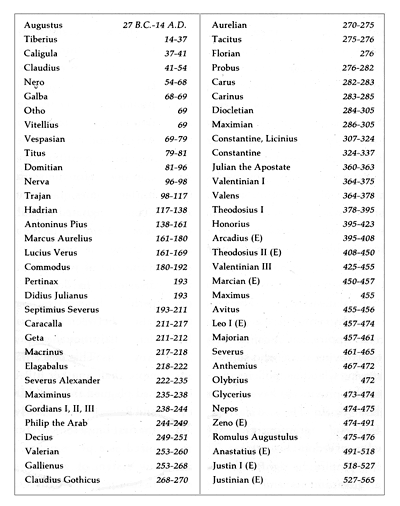 Augustus 27 B.C.-14 A.D.
Tiberius 14-37
Caligula 37-41
Claudius 41-54
Nero 54-68
Galba 68-69
Otho 69
Vitellius 69
Vespasian 69-79
Titus 79-81
Domitian 81-96
Nerva 96-98
Trajan 98-117
Hadrian 117-138
Antoninus Pius 138-161
Marcus Aurelius 161-180
Lucius Verus 161-169
Commodus 180-192
Pertinax 193
Didius Julianus 193
Septimius Severus 193-211
Caracalla 211-217
Geta 211-212
Macrinus 217-218
Elagabalus 218-222
Severus Alexander 222-235
Maximinus 235-238
Gordians I, II, III 238-244
Philip the Arab 244-249
Decius 249-251
Valerian 253-260
Gallienus 253-268
Claudius Gothicus 268-270
Aurelian 270-275
Tacitus 275-276
Florian 276
Probus 276-282
Carus 282-283
Carinus 283-285
Diocletian 284-305
Maximian 286-305
Constantine, Licinius 307-324
Constantine 324-337
Julian the Apostate 360-363
Valentinian I 364-375
Valens 364-378
Theodosius I 378-395
Honorius 395-423
Arcadius (E) 395-408
Theodosius II (E) 408-450
Valentinian III 425-455
Marcian (E) 450-457
Maximus 455
Avitus 455-456
Leo I (E) 457-474
Majorian 457-461
Severus 461-465
Anthemius 467-472
Olybrius 472
Glycerius 473-474
Nepos 474-475
Zeno (E) 474-491
Romulus Augustulus 475-476
Anastatius (E) 491-518
Justin I (E) 518-527
Justinian (E) 527-565